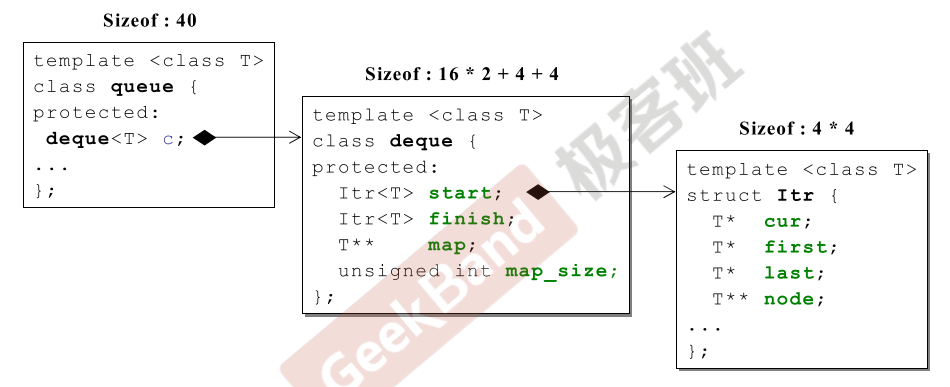 Sizeof : 40
template <class T>
class queue {
protected:
deque<T> c;
...
};
Sizeof : 16 * 2 + 4 + 4
template <class T>
class deque {
protected:
Itr<T> start;
Itr<T> finish;
T** map;
unsigned int map_size;
};
Sizeof : 4 * 4
template <class T>
struct Itr {
T* cur;
T* first;
T* last;
T** node;
...
};
GeekBand 极客班